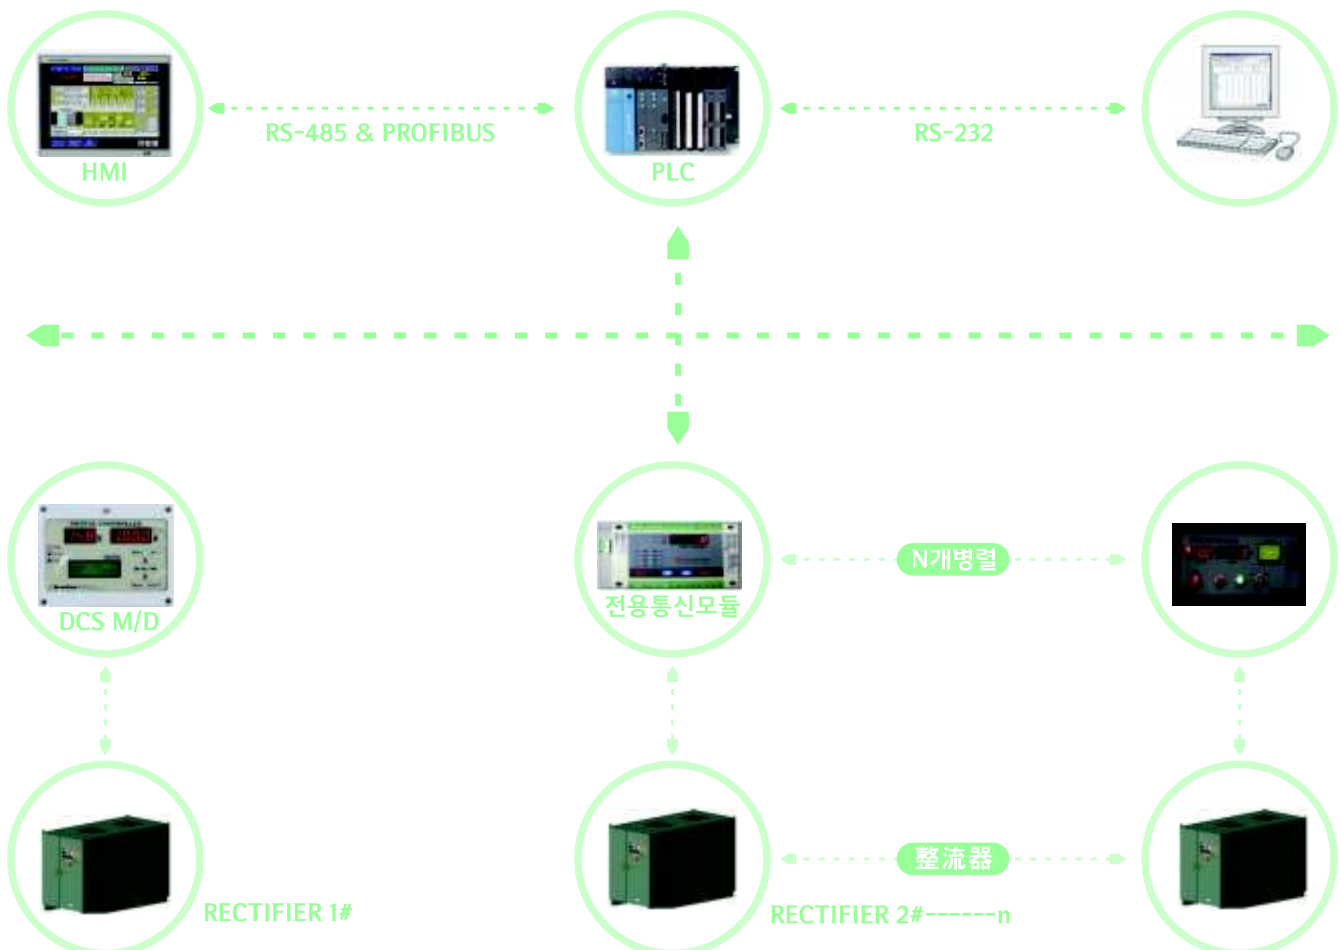 RS-485 & PROFIBUS
RS-232
HMI
PLC
N개병렬
DCS M/D
전용통신모듈
整流器
RECTIFIER 1#
RECTIFIER 2#------n